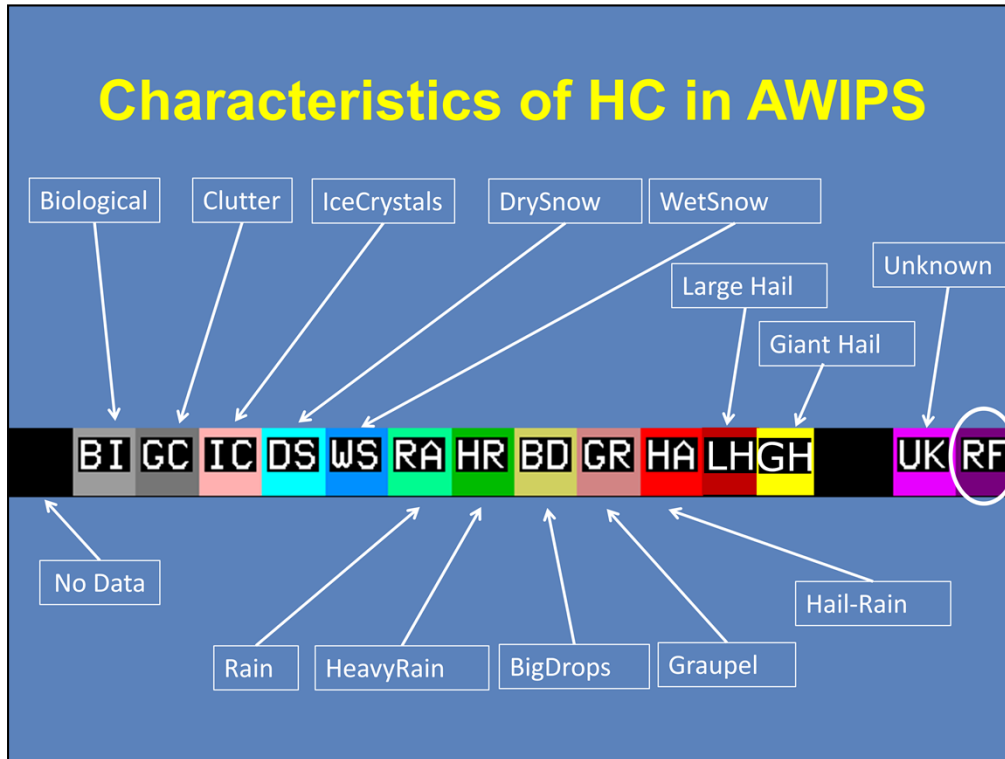 Characteristics of HC in AWIPS
Biological
Clutter
IceCrystals
DrySnow
WetSnow
Large Hail
Unknown
Giant Hail
BI GC IC DS WS RA HR BD GR HA LH GH UK RF
No Data
Hail-Rain
Rain
HeavyRain
BigDrops
Graupel